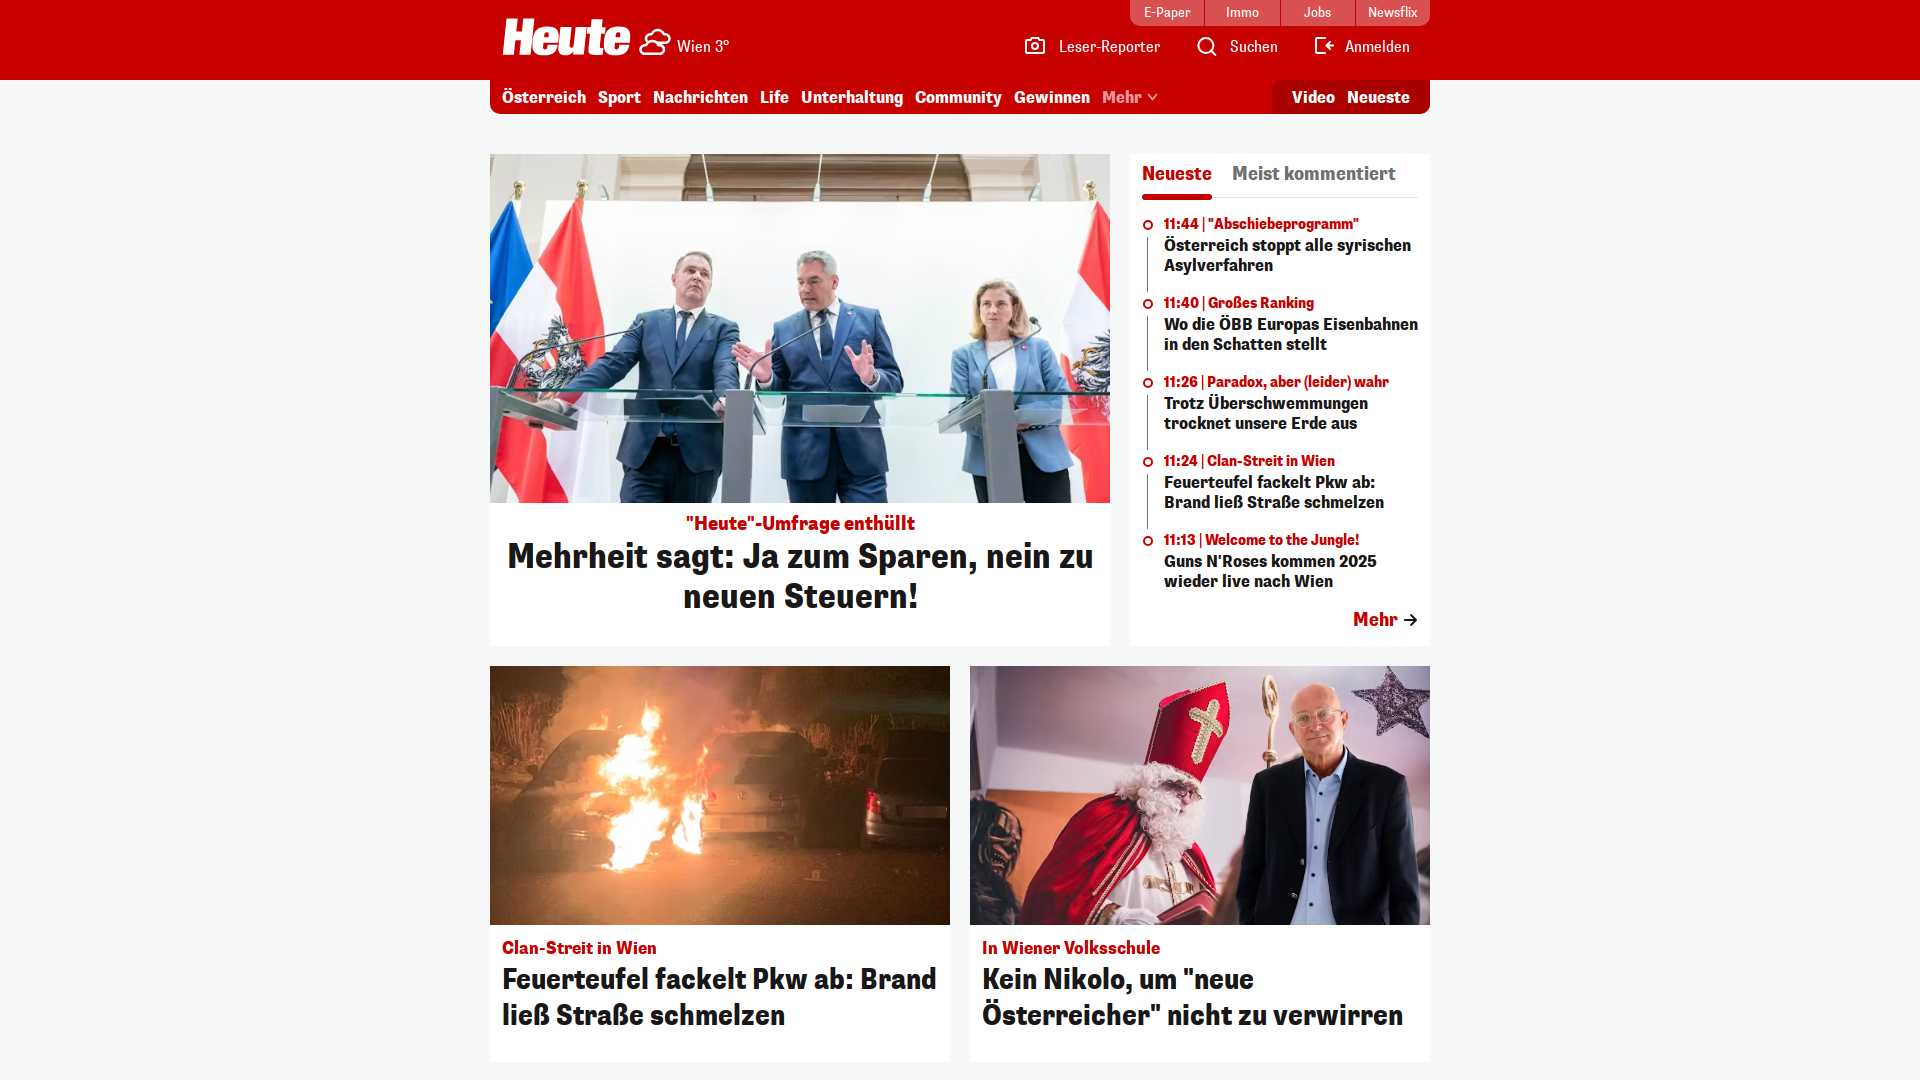 E-Paper
Immo
Jobs
Newsflix
Heute
Wien 3°
Leser-Reporter
Suchen
Anmelden
Österreich
Sport
Nachrichten
Life
Unterhaltung
Community
Gewinnen
Mehr
Video
Neueste
"Heute"-Umfrage enthüllt
Mehrheit sagt: Ja zum Sparen, nein zu
neuen Steuern!
Neueste
Meist kommentiert
11:44 | "Abschiebeprogramm"
Österreich stoppt alle syrischen
Asylverfahren
11:40 | Großes Ranking
Wo die ÖBB Europas Eisenbahnen
in den Schatten stellt
11:26 | Paradox, aber (leider) wahr
Trotz Überschwemmungen
trocknet unsere Erde aus
11:24 | Clan-Streit in Wien
Feuerteufel fackelt Pkw ab:
Brand ließ Straße schmelzen
11:13 | Welcome to the Jungle!
Guns N'Roses kommen 2025
wieder live nach Wien
Mehr
Clan-Streit in Wien
Feuerteufel fackelt Pkw ab: Brand
ließ Straße schmelzen
In Wiener Volksschule
Kein Nikolo, um "neue
Österreicher" nicht zu verwirren